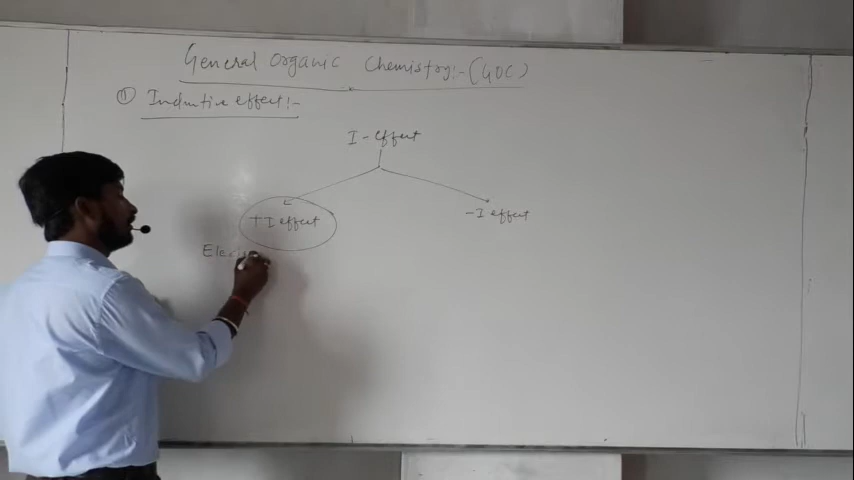 General Organic Chemistry:- (GOC)
① Inductive effect:-
I - effect
+ I effect
- I effect
Elec